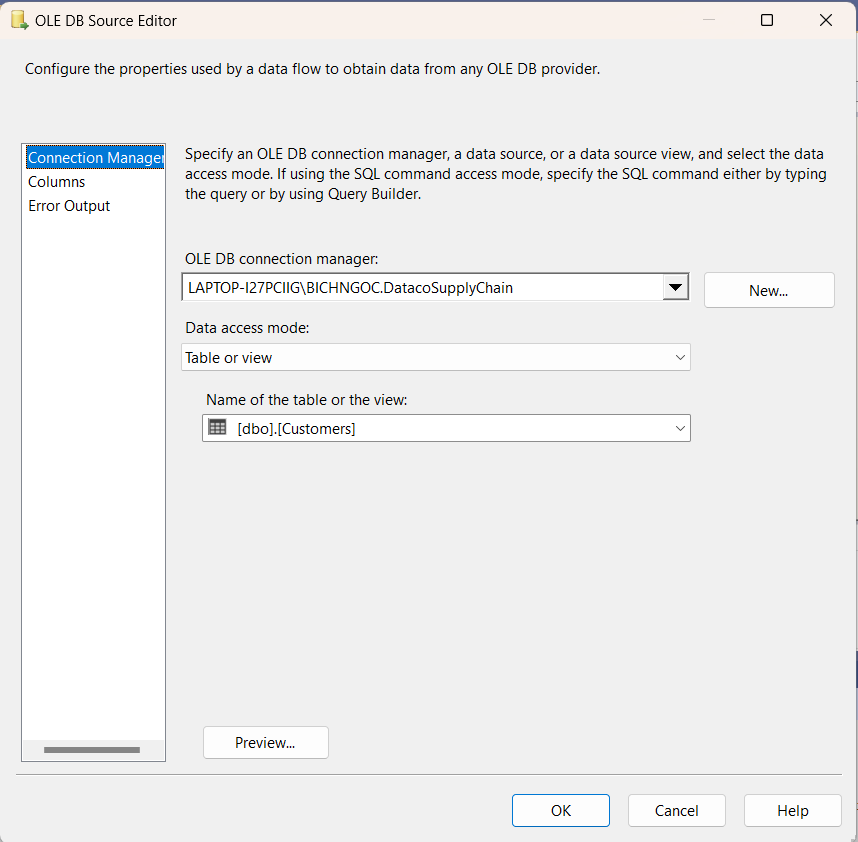 OLE DB Source Editor
Configure the properties used by a data flow to obtain data from any OLE DB provider.
Connection Manager
Columns
Error Output
Specify an OLE DB connection manager, a data source, or a data source view, and select the data
access mode. If using the SQL command access mode, specify the SQL command either by typing
the query or by using Query Builder.
OLE DB connection manager:
LAPTOP-I27PCIIG\BICHNGOC.DatacoSupplyChain
New...
Data access mode:
Table or view
Name of the table or the view:
[dbo].[Customers]
Preview...
OK
Cancel
Help